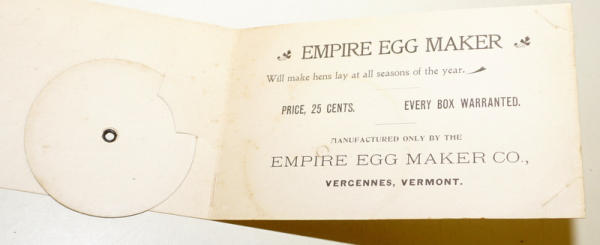 EMPIRE EGG MAKER
Will make hens lay at all seasons of the year.
PRICE, 25 CENTS. EVERY BOX WARRANTED.
MANUFACTURED ONLY BY THE
EMPIRE EGG MAKER CO.,
VERGENNES, VERMONT.